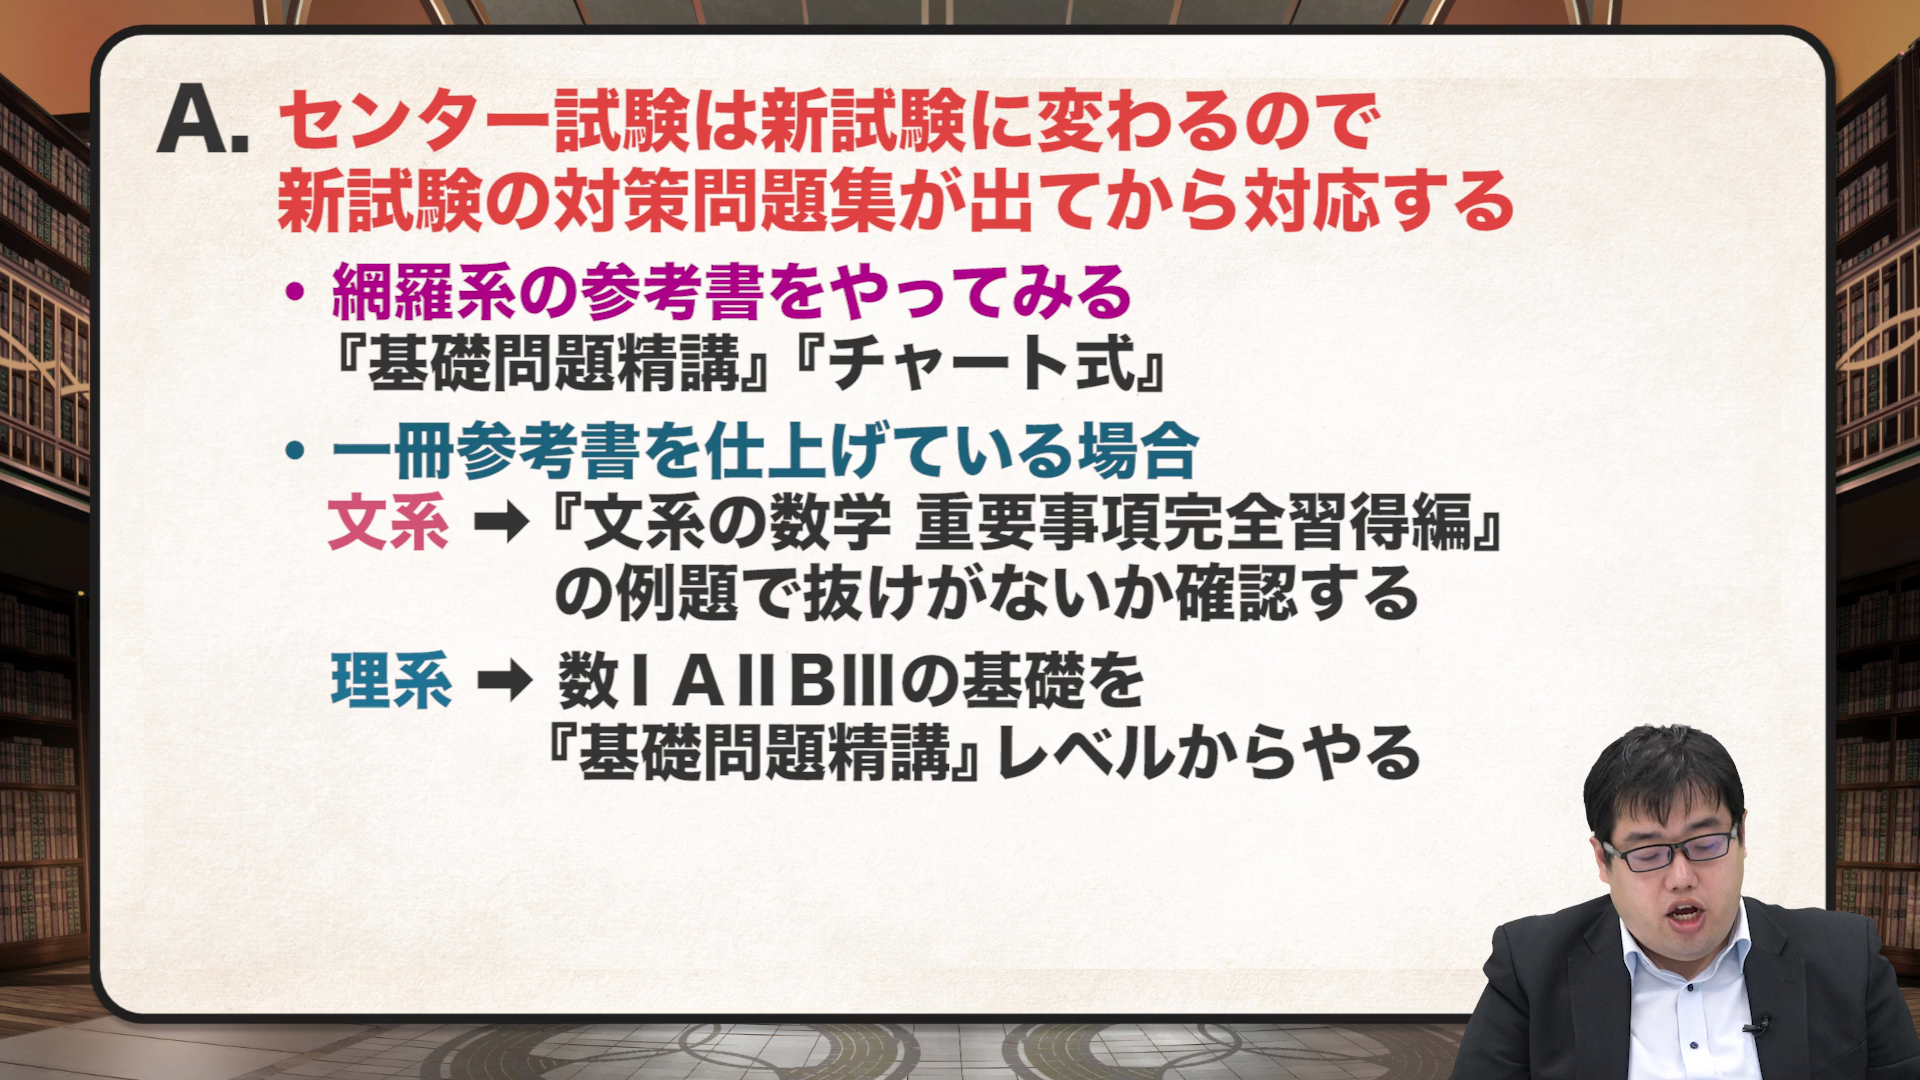 A. センター試験は新試験に変わるので
新試験の対策問題集が出てから対応する
・網羅系の参考書をやってみる
『基礎問題精講』『チャート式』
・一冊参考書を仕上げている場合
文系 ➡『文系の数学 重要事項完全習得編』
の例題で抜けがないか確認する
理系 ➡ 数ⅠAⅡBⅢの基礎を
『基礎問題精講』レベルからやる